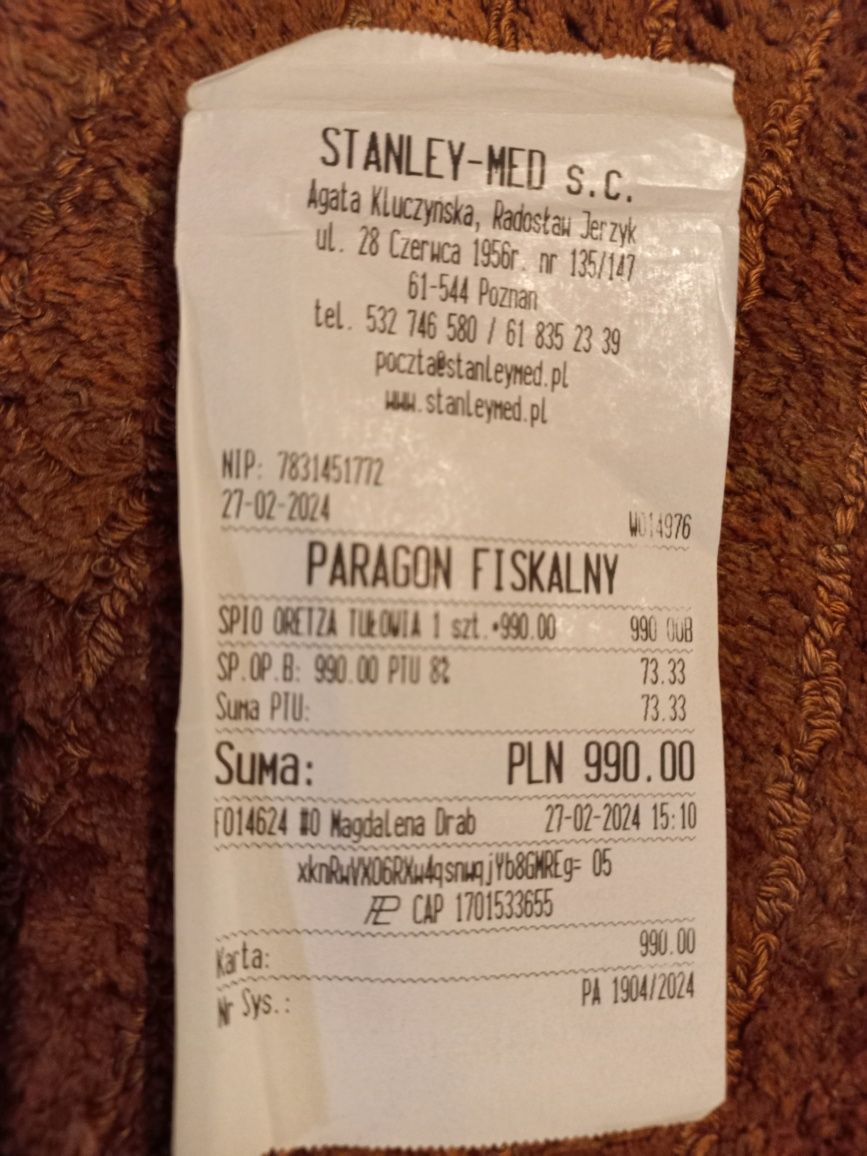 STANLEY-MED s.c.
Agata Kluczyńska, Radosław Jerzyk
ul. 28 Czerwca 1956r. nr 135/147
61-544 Poznan
tel. 532 746 580 / 61 835 23 39
poczta@stanleymed.pl
www.stanleymed.pl
NIP: 7831451772
27-02-2024 W014976
PARAGON FISKALNY
SPIO ORETZA TUŁOWIA 1 szt.*990.00 990.00B
SP.OP.B: 990.00 PTU 8% 73.33
Suma PTU: 73.33
Suma: PLN 990.00
F014624 #0 Magdalena Drab 27-02-2024 15:10
05
CAP 1701533655
Karta: 990.00
Nr Sys.: PA 1904/2024